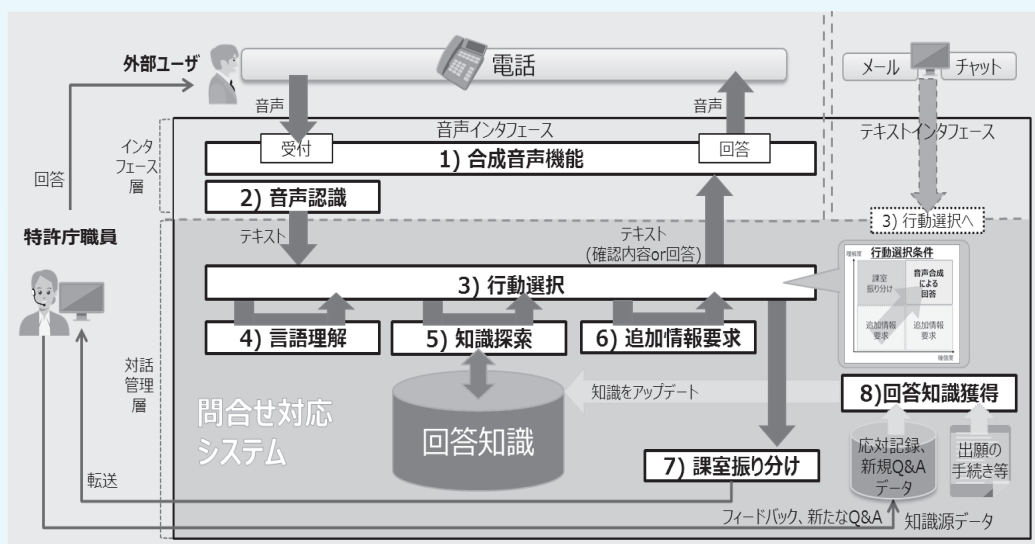 外部ユーザ
電話
メール
チャット
音声
音声
音声インタフェース
テキストインタフェース
インタ
フェース
層
受付
1) 合成音声機能
回答
回答
2) 音声認識
3) 行動選択へ
特許庁職員
テキスト
テキスト
(確認内容or回答)
3) 行動選択
行動選択条件
理解度
課室
振り分け
音声合成
による
回答
追加情報
要求
追加情報
要求
確信度
4) 言語理解
5) 知識探索
6) 追加情報要求
対話
管理
層
知識をアップデート
8)回答知識獲得
問合せ対応
システム
回答知識
7) 課室振り分け
応対記録、
新規Q&A
データ
出願の
手続き等
転送
フィードバック、新たなQ&A
知識源データ